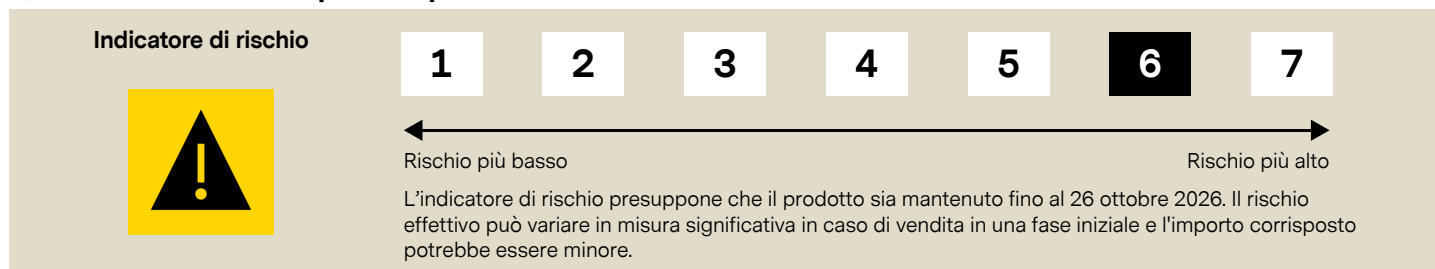 Indicatore di rischio
1 2 3 4 5 6 7
Rischio più basso Rischio più alto
L'indicatore di rischio presuppone che il prodotto sia mantenuto fino al 26 ottobre 2026. Il rischio
effettivo può variare in misura significativa in caso di vendita in una fase iniziale e l'importo corrisposto
potrebbe essere minore.